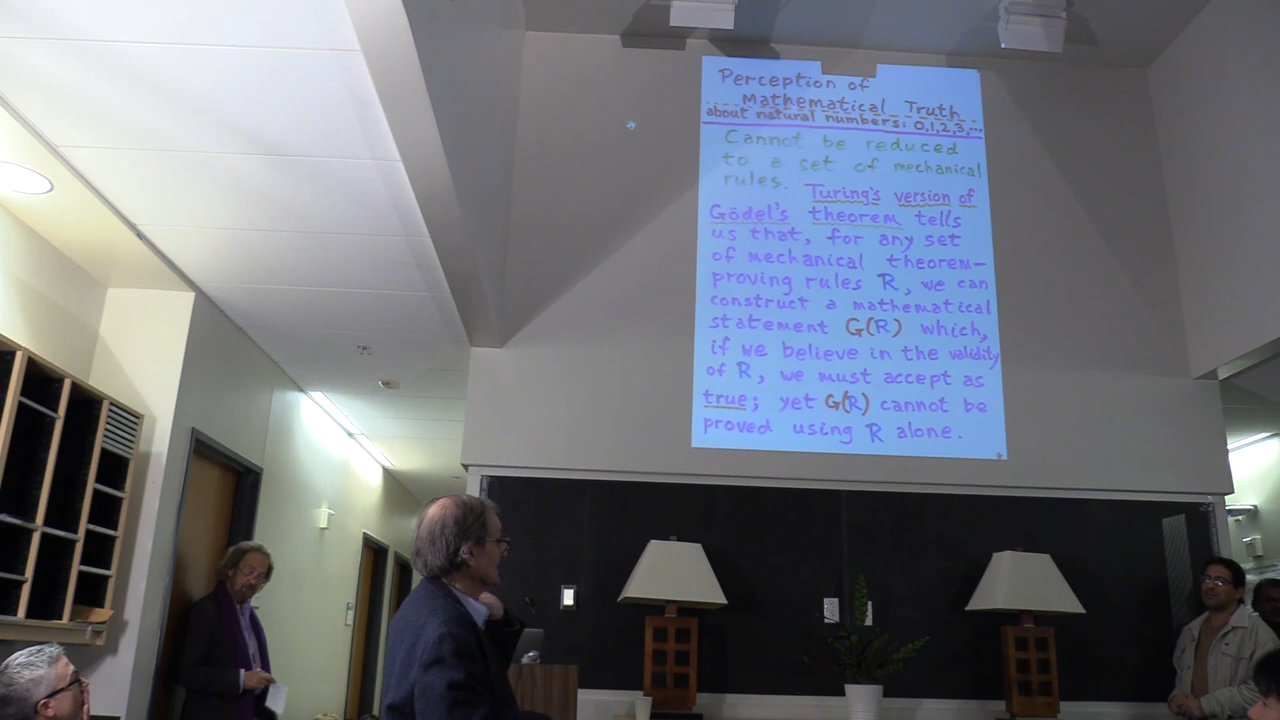 Perception of
Mathematical Truth
about natural numbers: 0,1,2,3,...
Cannot be reduced
to a set of mechanical
rules. Turing's version of
Gödel's theorem tells
us that, for any set
of mechanical theorem-
proving rules R, we can
construct a mathematical
statement G(R) which,
if we believe in the validity
of R, we must accept as
true; yet G(R) cannot be
proved using R alone.